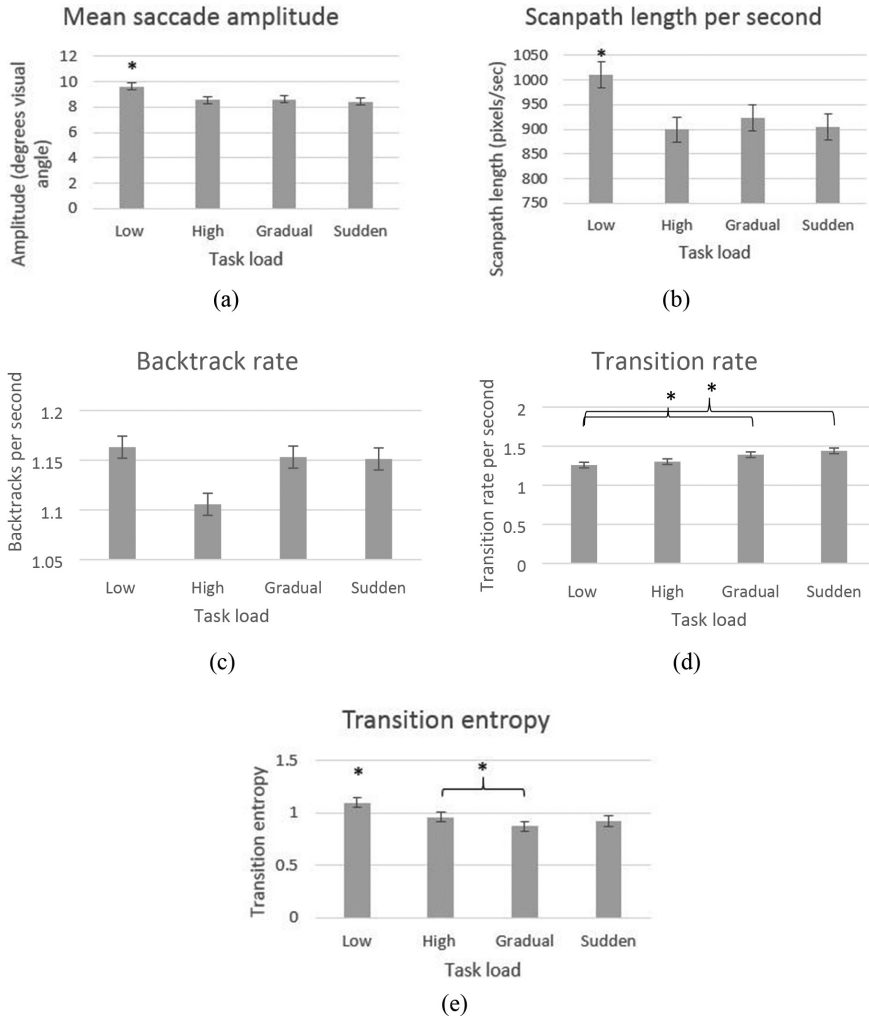 Mean saccade amplitude
Amplitude (degrees visual
angle)
12
10
8
6
4
2
0
*
Low High Gradual Sudden
Task load
(a)
Scanpath length per second
Scanpath length (pixels/sec)
1050
1000
950
900
850
800
750
*
Low High Gradual Sudden
Task load
(b)
Backtrack rate
Backtracks per second
1.2
1.15
1.1
1.05
Low High Gradual Sudden
Task load
(c)
Transition rate
Transition rate per second
2
1.5
1
0.5
0
* *
Low High Gradual Sudden
Task load
(d)
Transition entropy
Transition entropy
1.5
1
0.5
0
* *
Low High Gradual Sudden
Task load
(e)